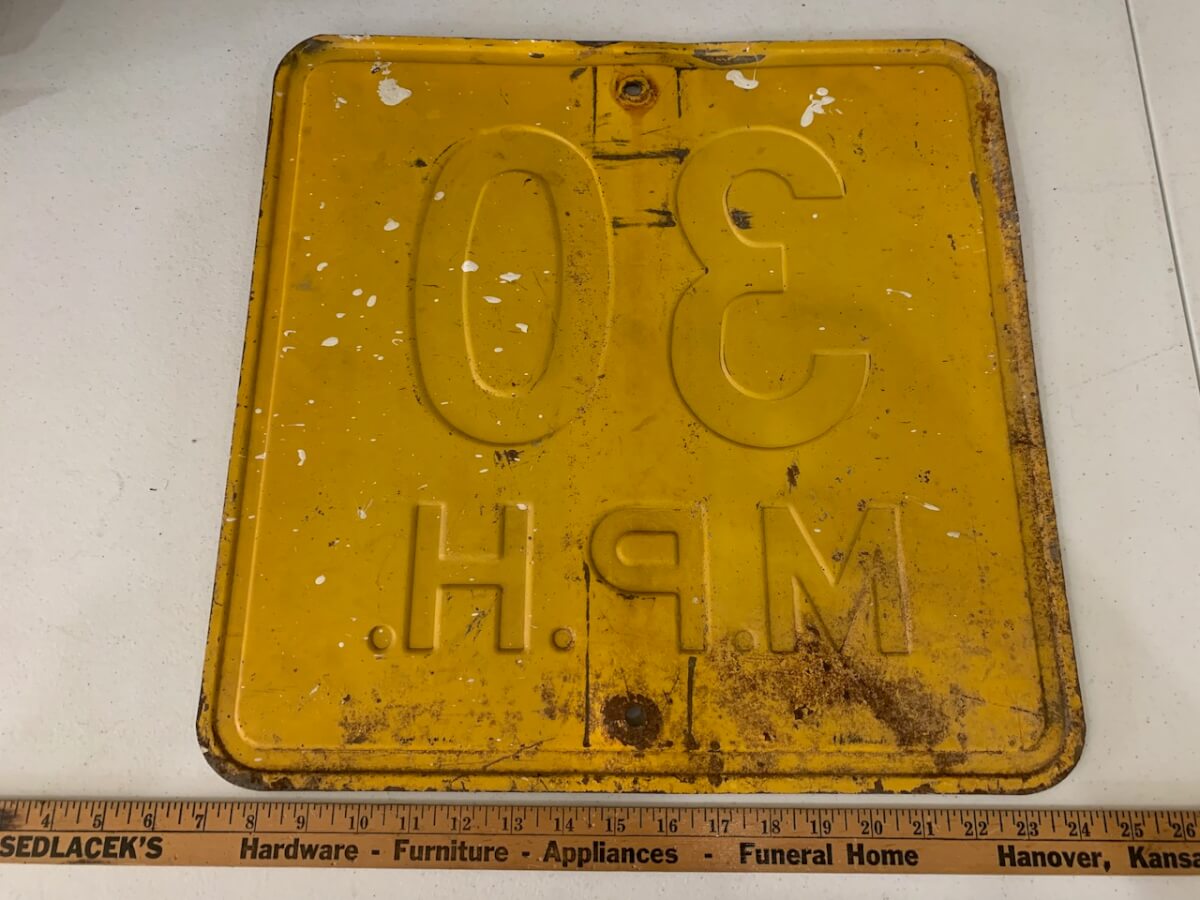 30
M.P.H.
4 5 6 7 8 9 10 11 12 13 14 15 16 17 18 19 20 21 22 23 24 25 26
SEDLACEK'S Hardware - Furniture - Appliances - Funeral Home Hanover, Kansa